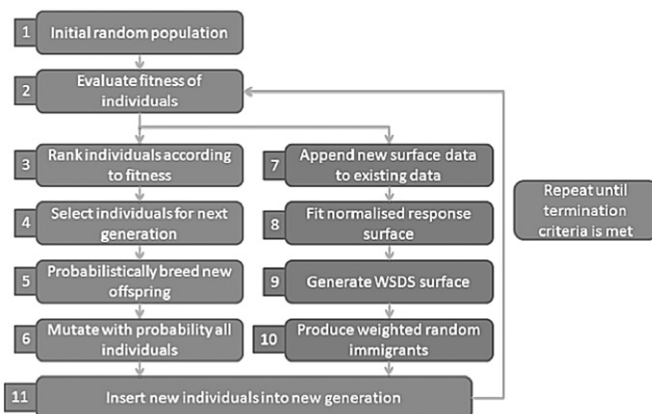 1
Initial random population
2
Evaluate fitness of
individuals
3
Rank individuals according
to fitness
4
Select individuals for next
generation
5
Probabilistically breed new
offspring
6
Mutate with probability all
individuals
7
Append new surface data
to existing data
8
Fit normalised response
surface
9
Generate WSDS surface
10
Produce weighted random
immigrants
11
Insert new individuals into new generation
Repeat until
termination
criteria is met